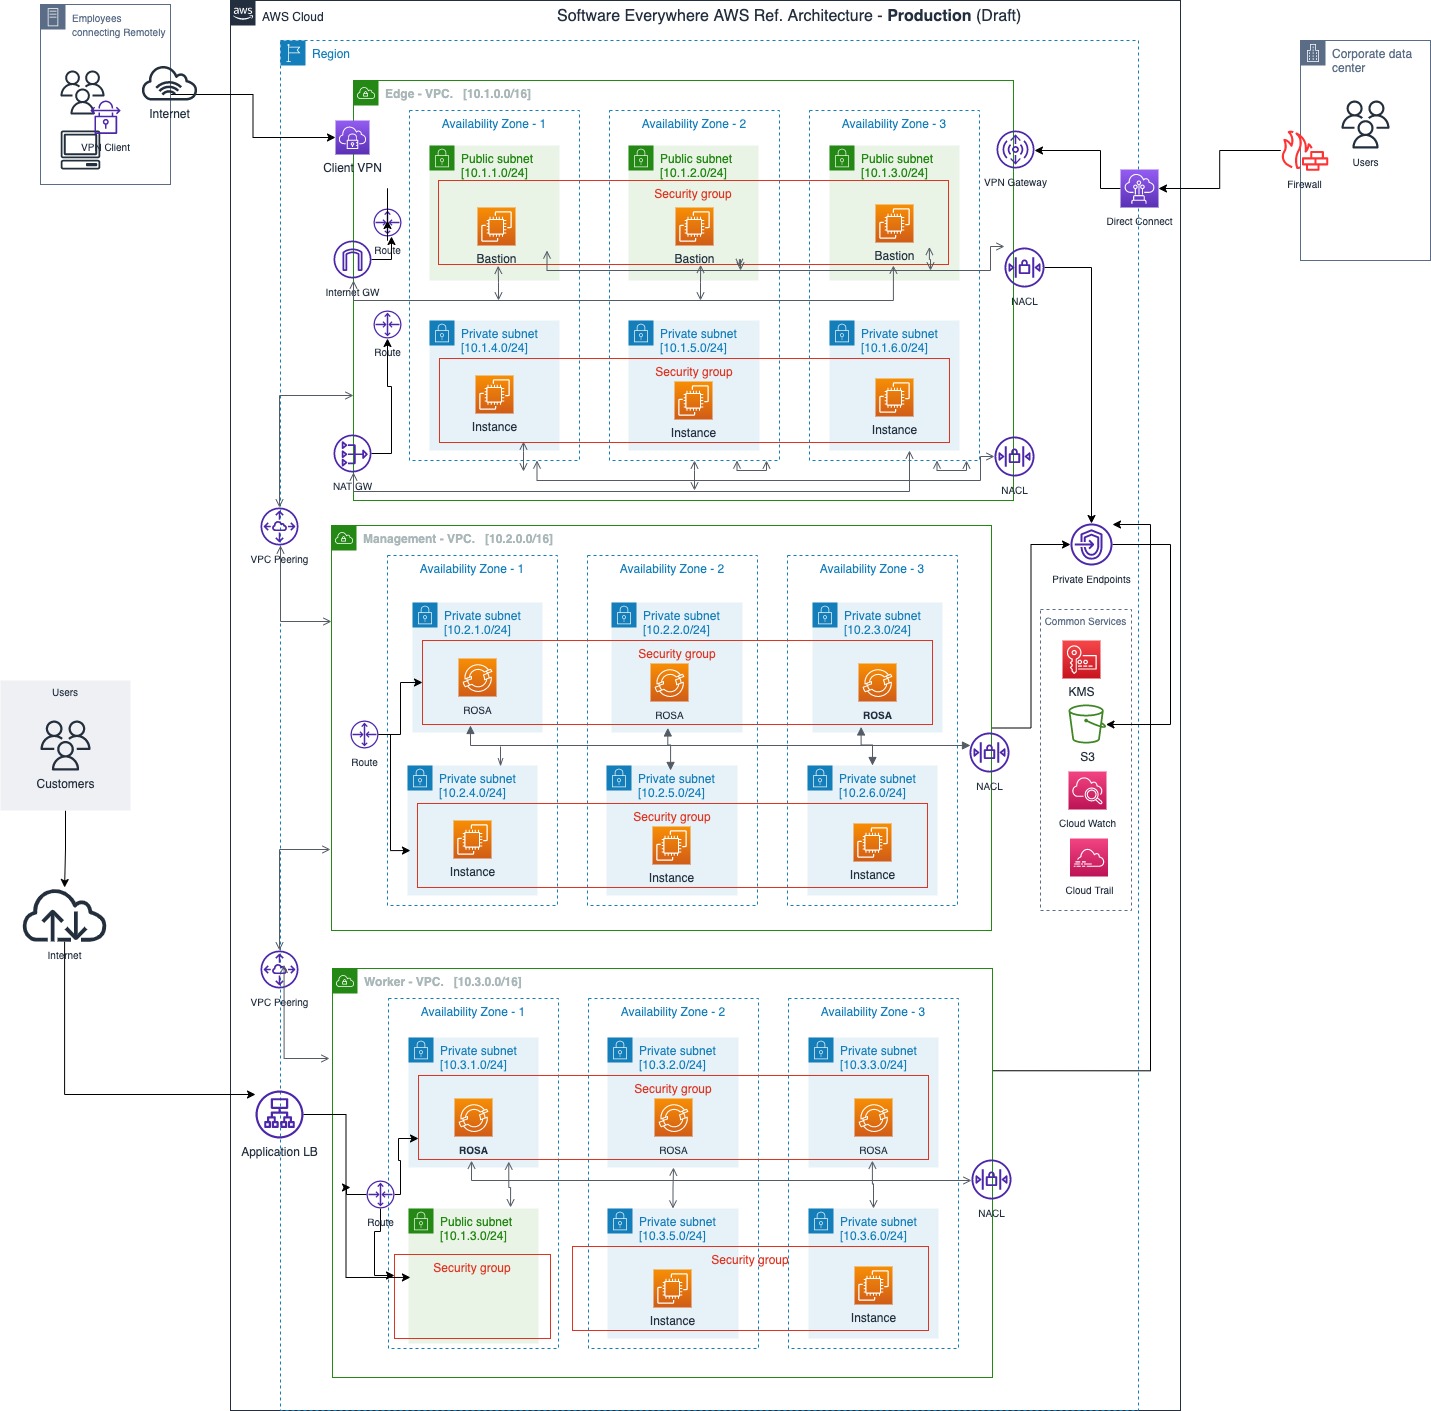 aws
AWS Cloud
Software Everywhere AWS Ref. Architecture - Production (Draft)
Employees
connecting Remotely
VPN Client
Internet
Region
Corporate data
center
Users
Firewall
Direct Connect
VPN Gateway
Edge - VPC. [10.1.0.0/16]
Client VPN
Availability Zone - 1
Availability Zone - 2
Availability Zone - 3
Public subnet
[10.1.1.0/24]
Public subnet
[10.1.2.0/24]
Public subnet
[10.1.3.0/24]
Security group
Bastion
Bastion
Bastion
Route
Internet GW
NACL
Route
Private subnet
[10.1.4.0/24]
Private subnet
[10.1.5.0/24]
Private subnet
[10.1.6.0/24]
Security group
Instance
Instance
Instance
NAT GW
NACL
VPC Peering
Management - VPC. [10.2.0.0/16]
Availability Zone - 1
Availability Zone - 2
Availability Zone - 3
Private subnet
[10.2.1.0/24]
Private subnet
[10.2.2.0/24]
Private subnet
[10.2.3.0/24]
Security group
ROSA
ROSA
ROSA
Route
NACL
Private subnet
[10.2.4.0/24]
Private subnet
[10.2.5.0/24]
Private subnet
[10.2.6.0/24]
Security group
Instance
Instance
Instance
Private Endpoints
Common Services
KMS
S3
Cloud Watch
Cloud Trail
Users
Customers
Internet
VPC Peering
Worker - VPC. [10.3.0.0/16]
Availability Zone - 1
Availability Zone - 2
Availability Zone - 3
Private subnet
[10.3.1.0/24]
Private subnet
[10.3.2.0/24]
Private subnet
[10.3.3.0/24]
Security group
ROSA
ROSA
ROSA
Application LB
Route
NACL
Public subnet
[10.1.3.0/24]
Private subnet
[10.3.5.0/24]
Private subnet
[10.3.6.0/24]
Security group
Security group
Instance
Instance